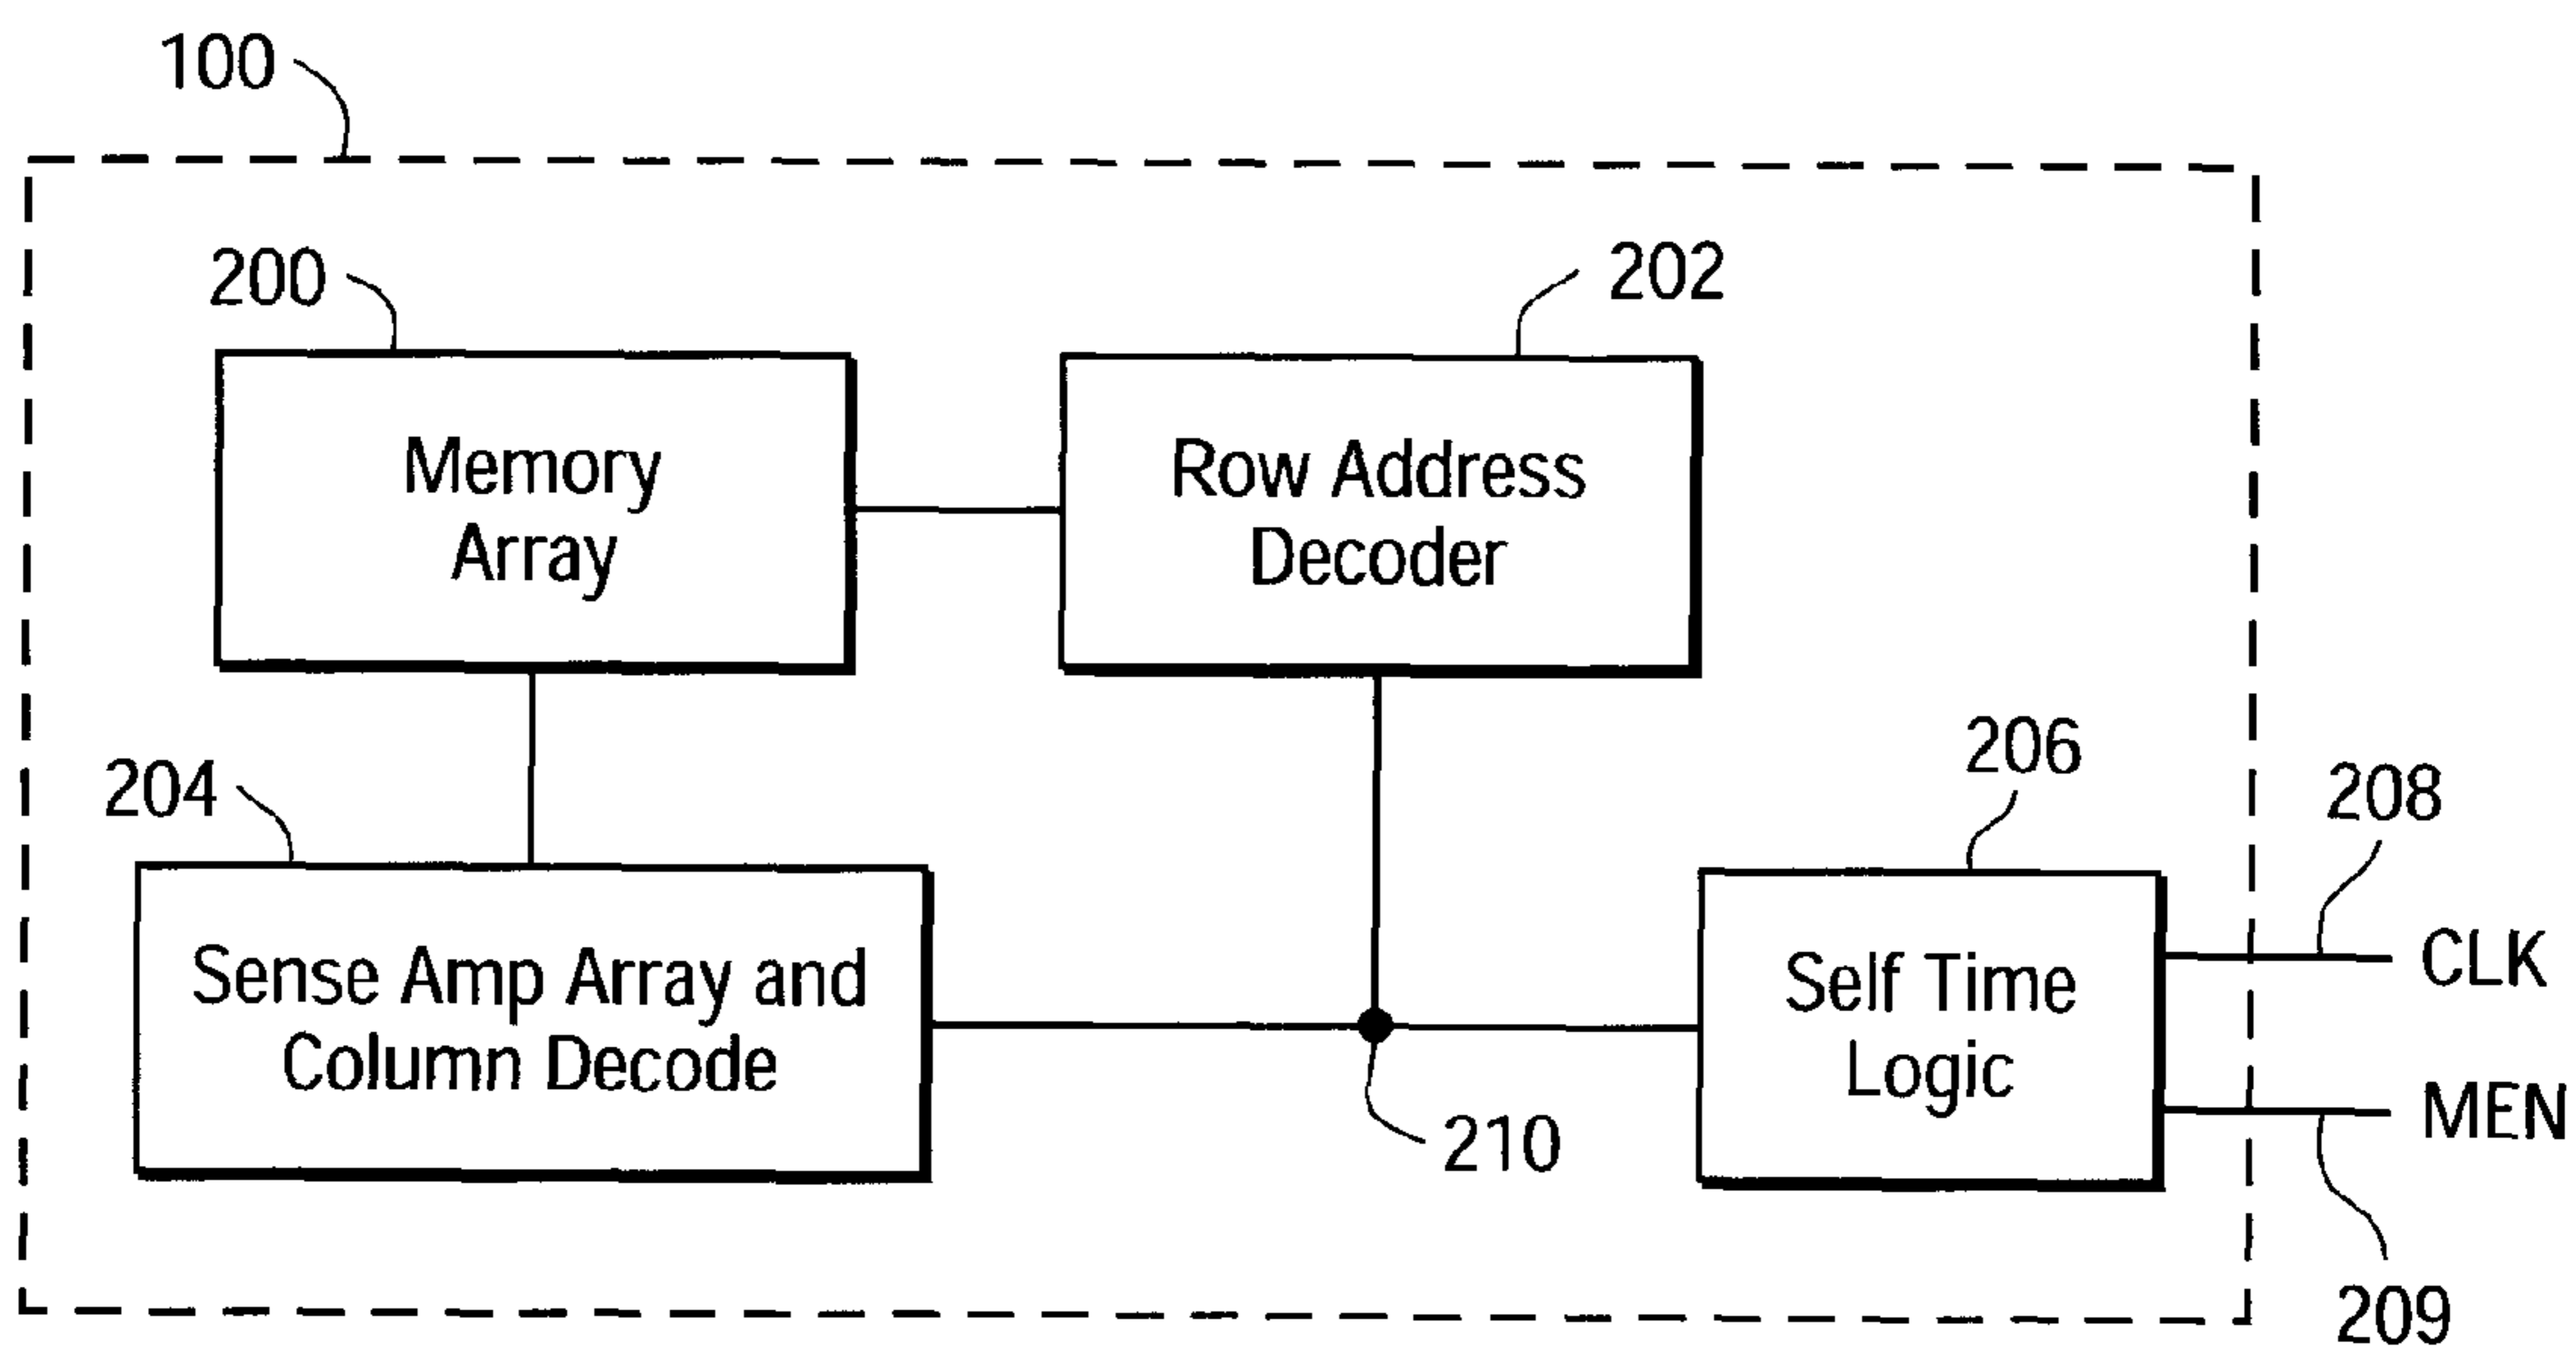 100
200
202
Memory
Array
Row Address
Decoder
204
206
208
Sense Amp Array and
Column Decode
Self Time
Logic
CLK
MEN
210
209